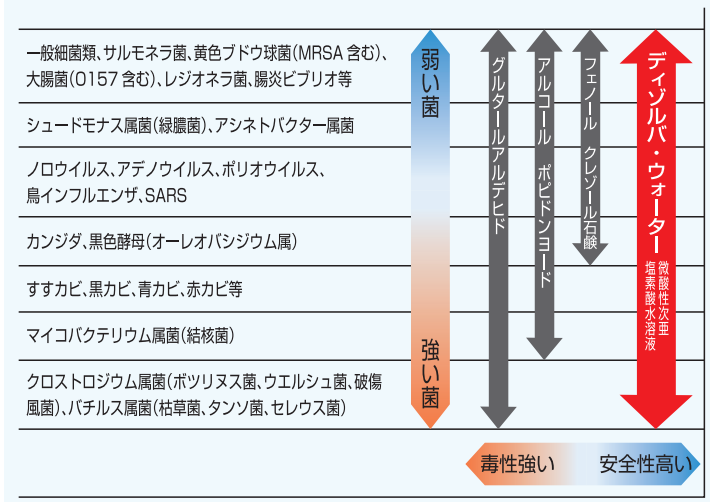 一般細菌類、サルモネラ菌、黄色ブドウ球菌(MRSA含む)、
大腸菌(O157含む)、レジオネラ菌、腸炎ビブリオ等
シュードモナス属菌(緑膿菌)、アシネトバクター属菌
ノロウイルス、アデノウイルス、ポリオウイルス、
鳥インフルエンザ、SARS
カンジダ、黒色酵母(オーレオバシジウム属)
すすカビ、黒カビ、青カビ、赤カビ等
マイコバクテリウム属菌(結核菌)
クロストロジウム属菌(ボツリヌス菌、ウエルシュ菌、破傷
風菌)、バチルス属菌(枯草菌、タンソ菌、セレウス菌)
弱い菌
強い菌
グルタールアルデヒド
アルコール ポピドンヨード
フェノール クレゾール石鹸
ディゾルバ・ウォーター
微酸性次亜
塩素酸水溶液
毒性強い
安全性高い